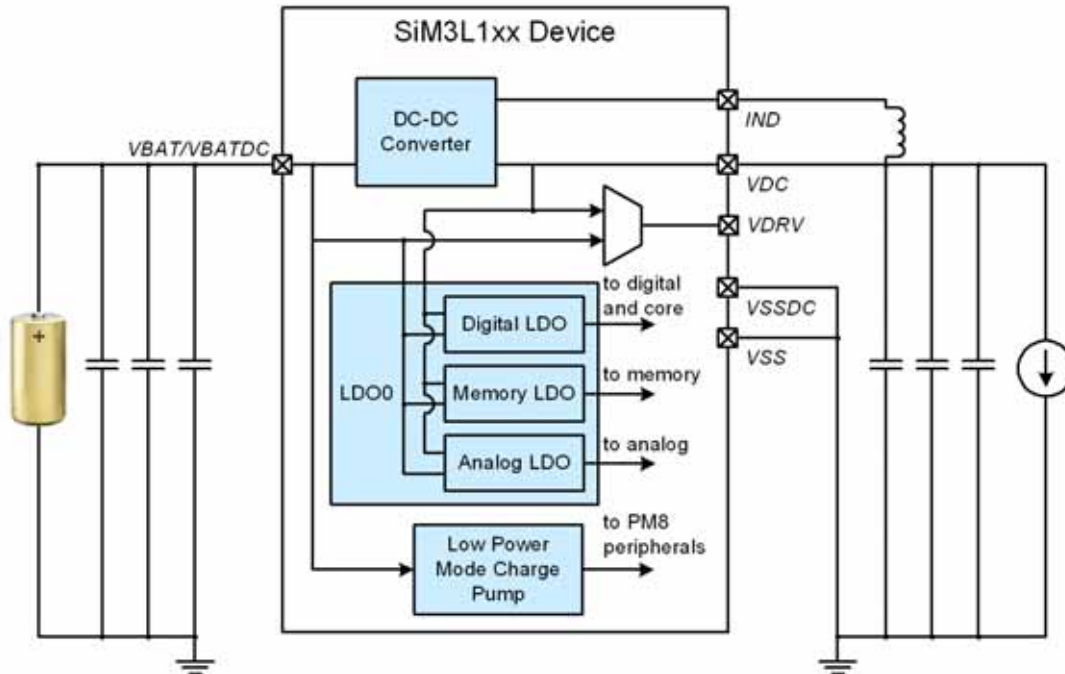 SiM3L1xx Device
DC-DC
Converter
IND
VBAT/VBATDC
VDC
VDRV
to digital
and core
VSSDC
Digital LDO
VSS
+
LDO0
to memory
Memory LDO
to analog
Analog LDO
to PM8
peripherals
Low Power
Mode Charge
Pump